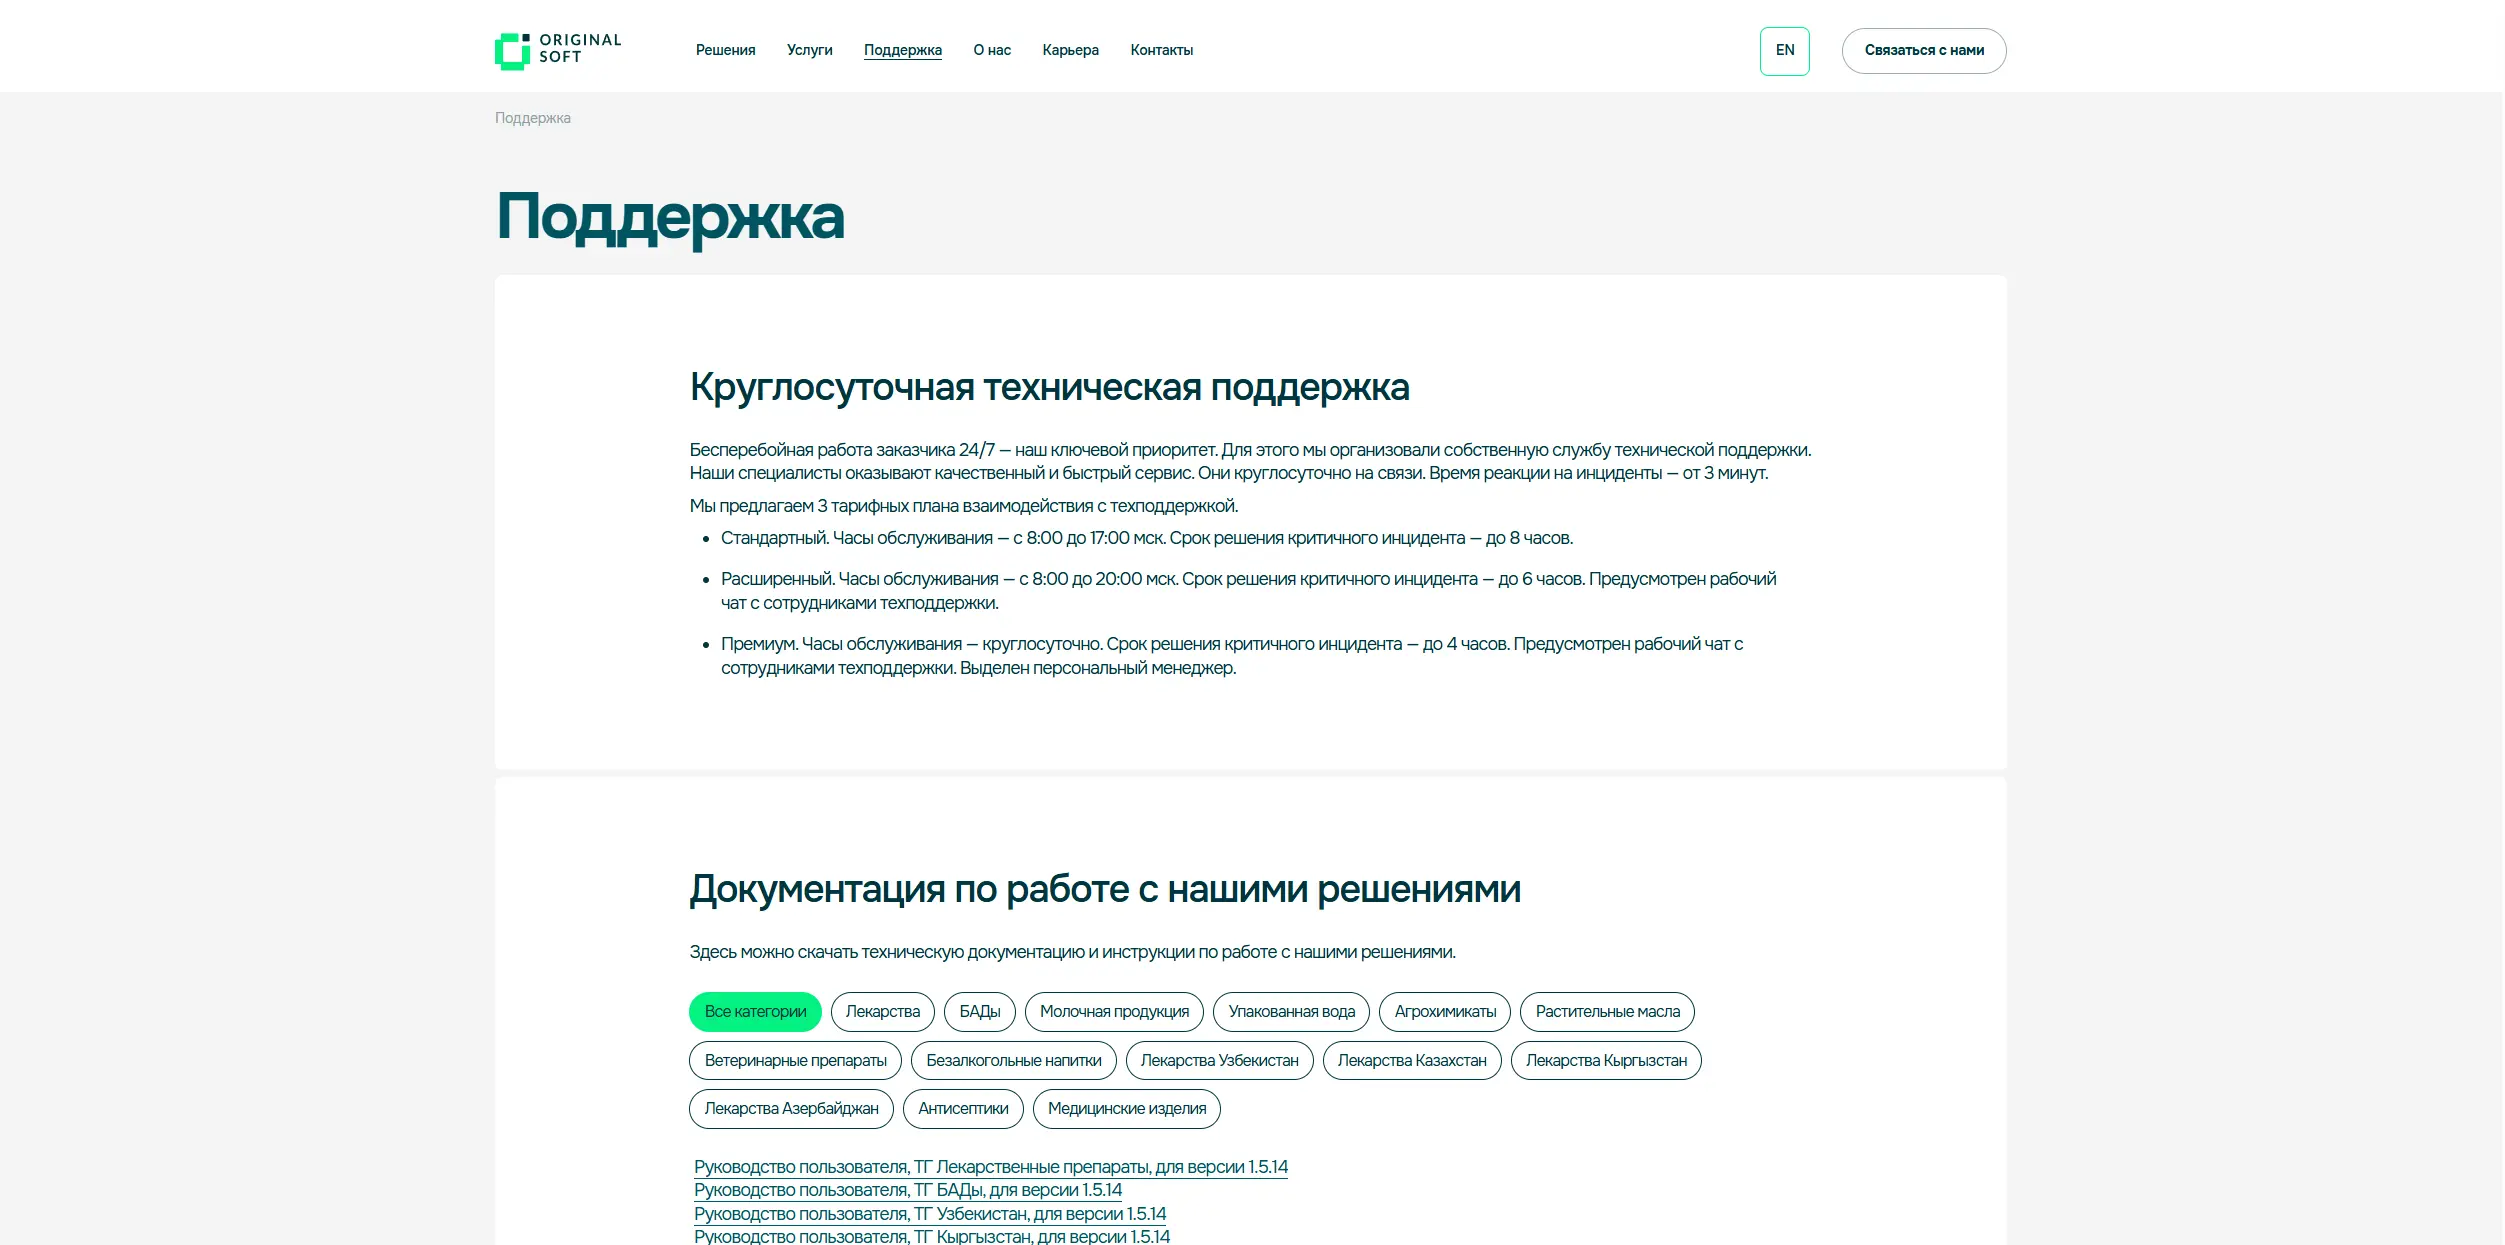 ORIGINAL
SOFT
Решения
Услуги
Поддержка
О нас
Карьера
Контакты
EN
Связаться с нами
Поддержка
Поддержка
Круглосуточная техническая поддержка
Бесперебойная работа заказчика 24/7 — наш ключевой приоритет. Для этого мы организовали собственную службу технической поддержки.
Наши специалисты оказывают качественный и быстрый сервис. Они круглосуточно на связи. Время реакции на инциденты — от 3 минут.
Мы предлагаем 3 тарифных плана взаимодействия с техподдержкой.
• Стандартный. Часы обслуживания — с 8:00 до 17:00 мск. Срок решения критичного инцидента — до 8 часов.
• Расширенный. Часы обслуживания — с 8:00 до 20:00 мск. Срок решения критичного инцидента — до 6 часов. Предусмотрен рабочий
чат с сотрудниками техподдержки.
• Премиум. Часы обслуживания — круглосуточно. Срок решения критичного инцидента — до 4 часов. Предусмотрен рабочий чат с
сотрудниками техподдержки. Выделен персональный менеджер.
Документация по работе с нашими решениями
Здесь можно скачать техническую документацию и инструкции по работе с нашими решениями.
Все категории
Лекарства
БАДы
Молочная продукция
Упакованная вода
Агрохимикаты
Растительные масла
Ветеринарные препараты
Безалкогольные напитки
Лекарства Узбекистан
Лекарства Казахстан
Лекарства Кыргызстан
Лекарства Азербайджан
Антисептики
Медицинские изделия
Руководство пользователя, ТГ Лекарственные препараты, для версии 1.5.14
Руководство пользователя, ТГ БАДы, для версии 1.5.14
Руководство пользователя, ТГ Узбекистан, для версии 1.5.14
Руководство пользователя, ТГ Кыргызстан, для версии 1.5.14